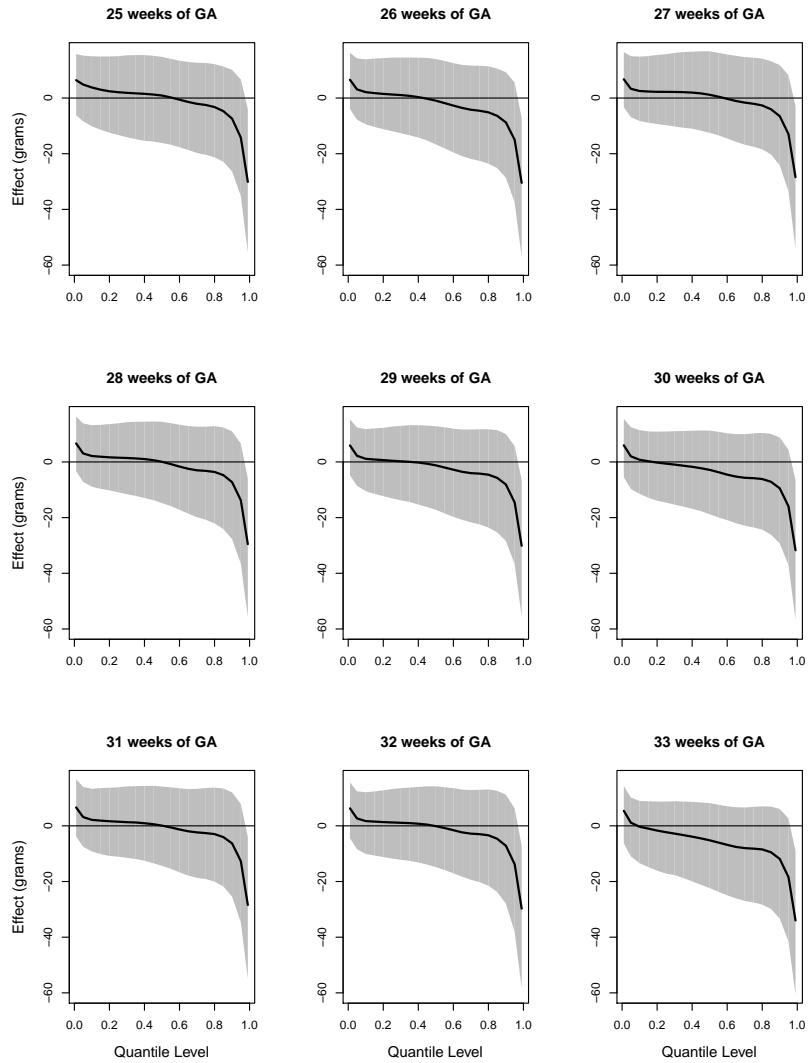 25 weeks of GA
26 weeks of GA
27 weeks of GA
Effect (grams)
0
−20
−40
−60
0.0 0.2 0.4 0.6 0.8 1.0
0
−20
−40
−60
0.0 0.2 0.4 0.6 0.8 1.0
0
−20
−40
−60
0.0 0.2 0.4 0.6 0.8 1.0
28 weeks of GA
29 weeks of GA
30 weeks of GA
Effect (grams)
0
−20
−40
−60
0.0 0.2 0.4 0.6 0.8 1.0
0
−20
−40
−60
0.0 0.2 0.4 0.6 0.8 1.0
0
−20
−40
−60
0.0 0.2 0.4 0.6 0.8 1.0
31 weeks of GA
32 weeks of GA
33 weeks of GA
Effect (grams)
0
−20
−40
−60
0.0 0.2 0.4 0.6 0.8 1.0
Quantile Level
0
−20
−40
−60
0.0 0.2 0.4 0.6 0.8 1.0
Quantile Level
0
−20
−40
−60
0.0 0.2 0.4 0.6 0.8 1.0
Quantile Level